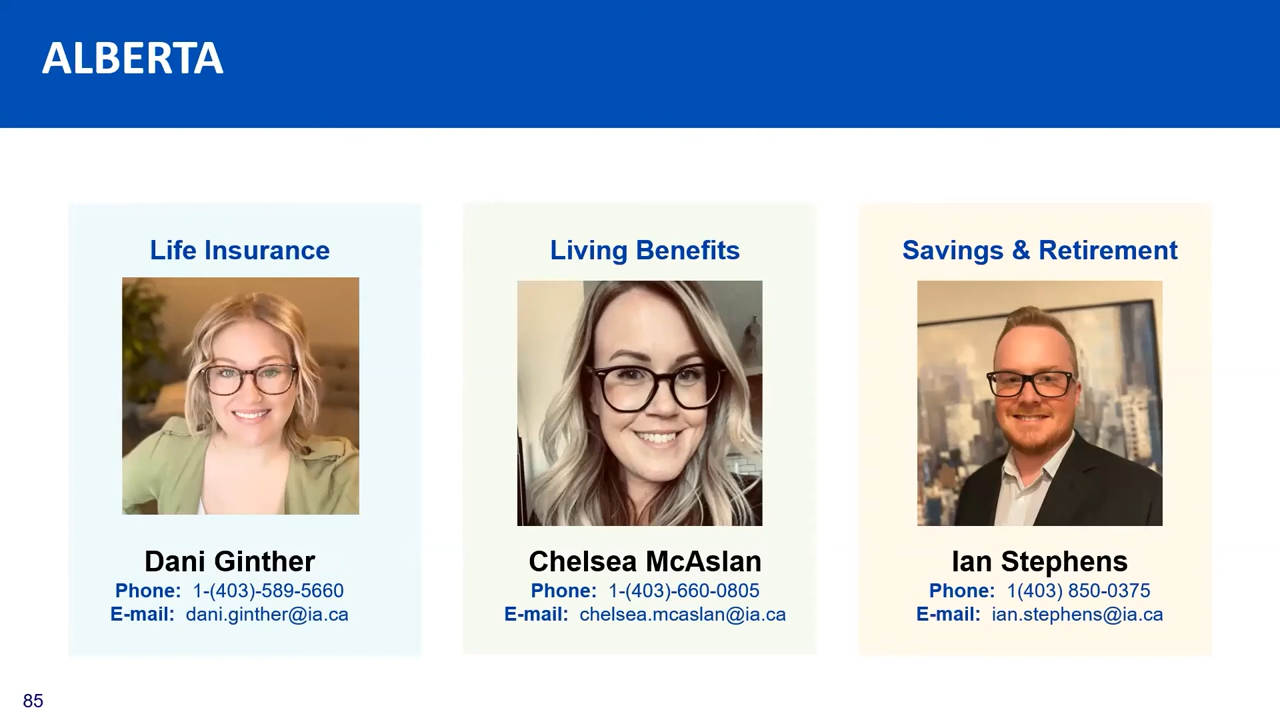 ALBERTA
Life Insurance
Dani Ginther
Phone: 1-(403)-589-5660
E-mail: dani.ginther@ia.ca
Living Benefits
Chelsea McAslan
Phone: 1-(403)-660-0805
E-mail: chelsea.mcaslan@ia.ca
Savings & Retirement
Ian Stephens
Phone: 1(403) 850-0375
E-mail: ian.stephens@ia.ca
85